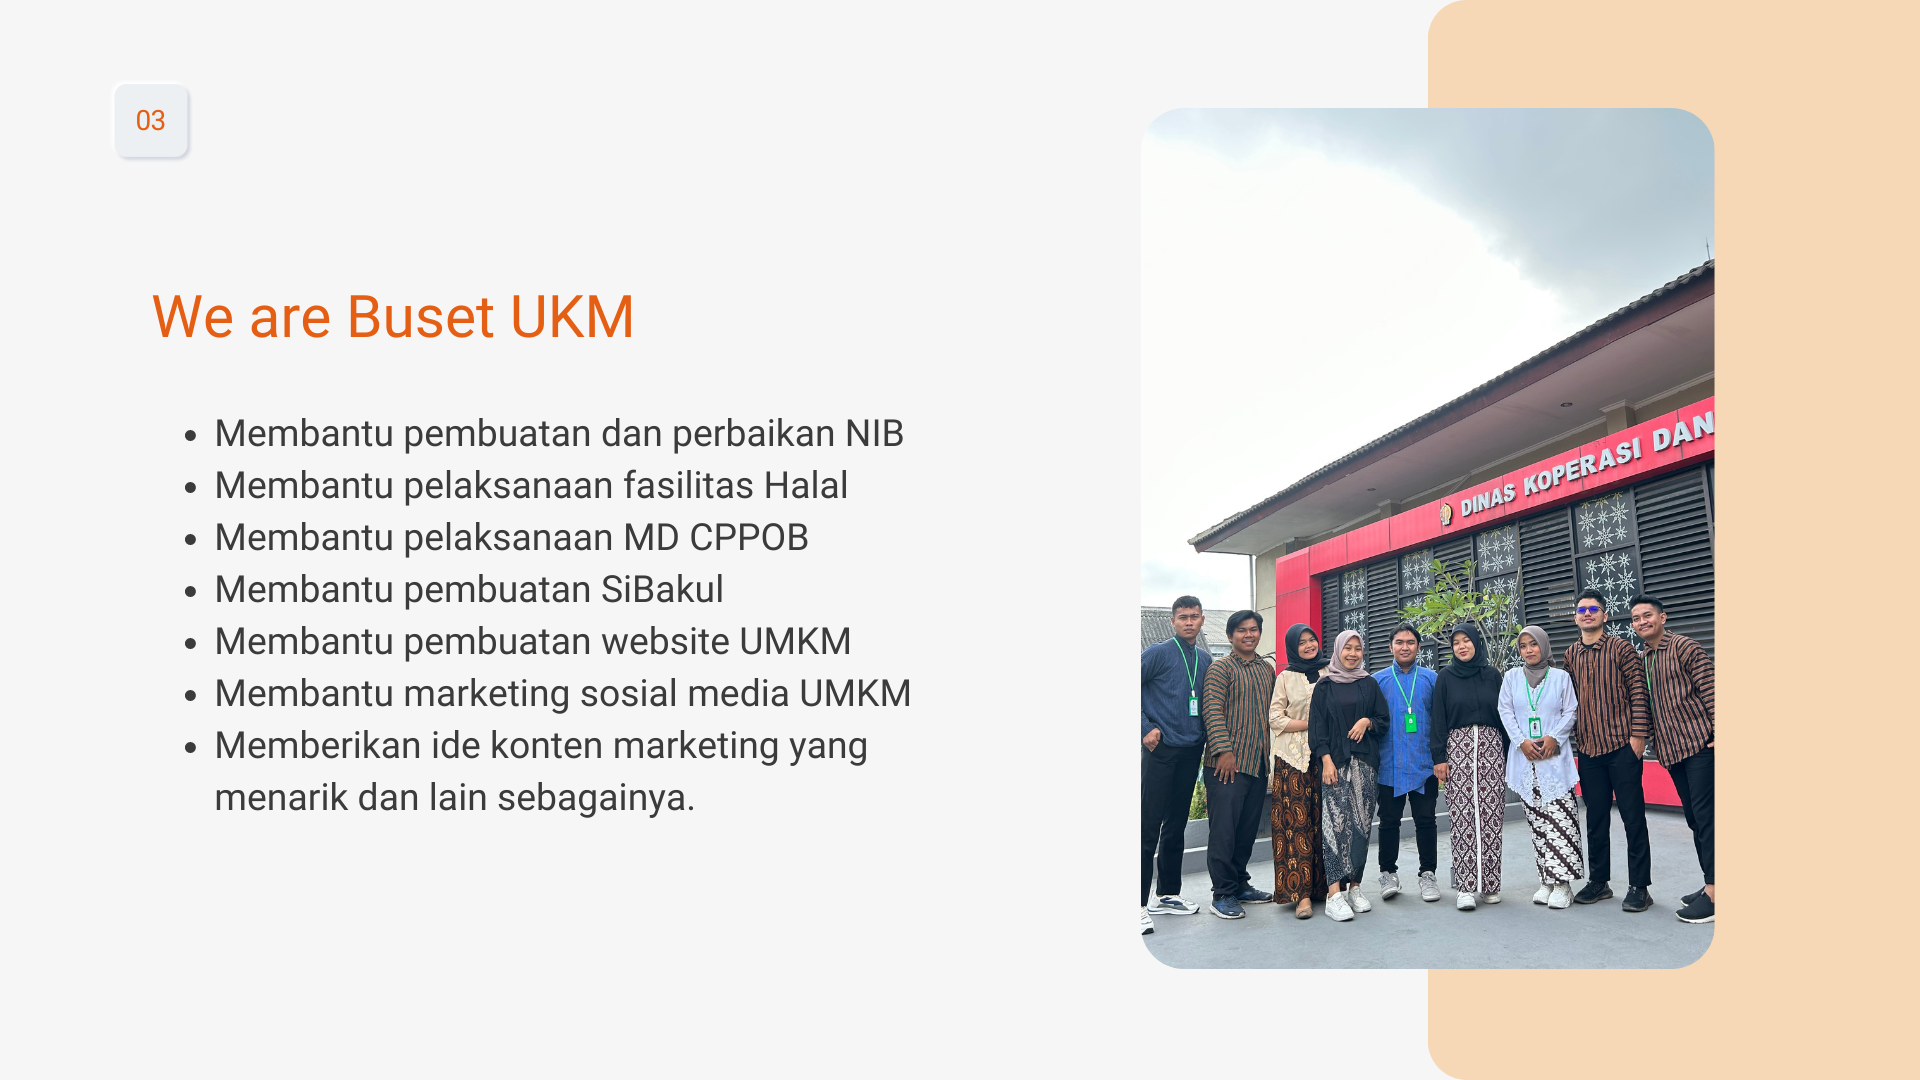 03
We are Buset UKM
• Membantu pembuatan dan perbaikan NIB
• Membantu pelaksanaan fasilitas Halal
• Membantu pelaksanaan MD CPPOB
• Membantu pembuatan SiBakul
• Membantu pembuatan website UMKM
• Membantu marketing sosial media UMKM
• Memberikan ide konten marketing yang
menarik dan lain sebagainya.
DINAS KOPERASI DAN